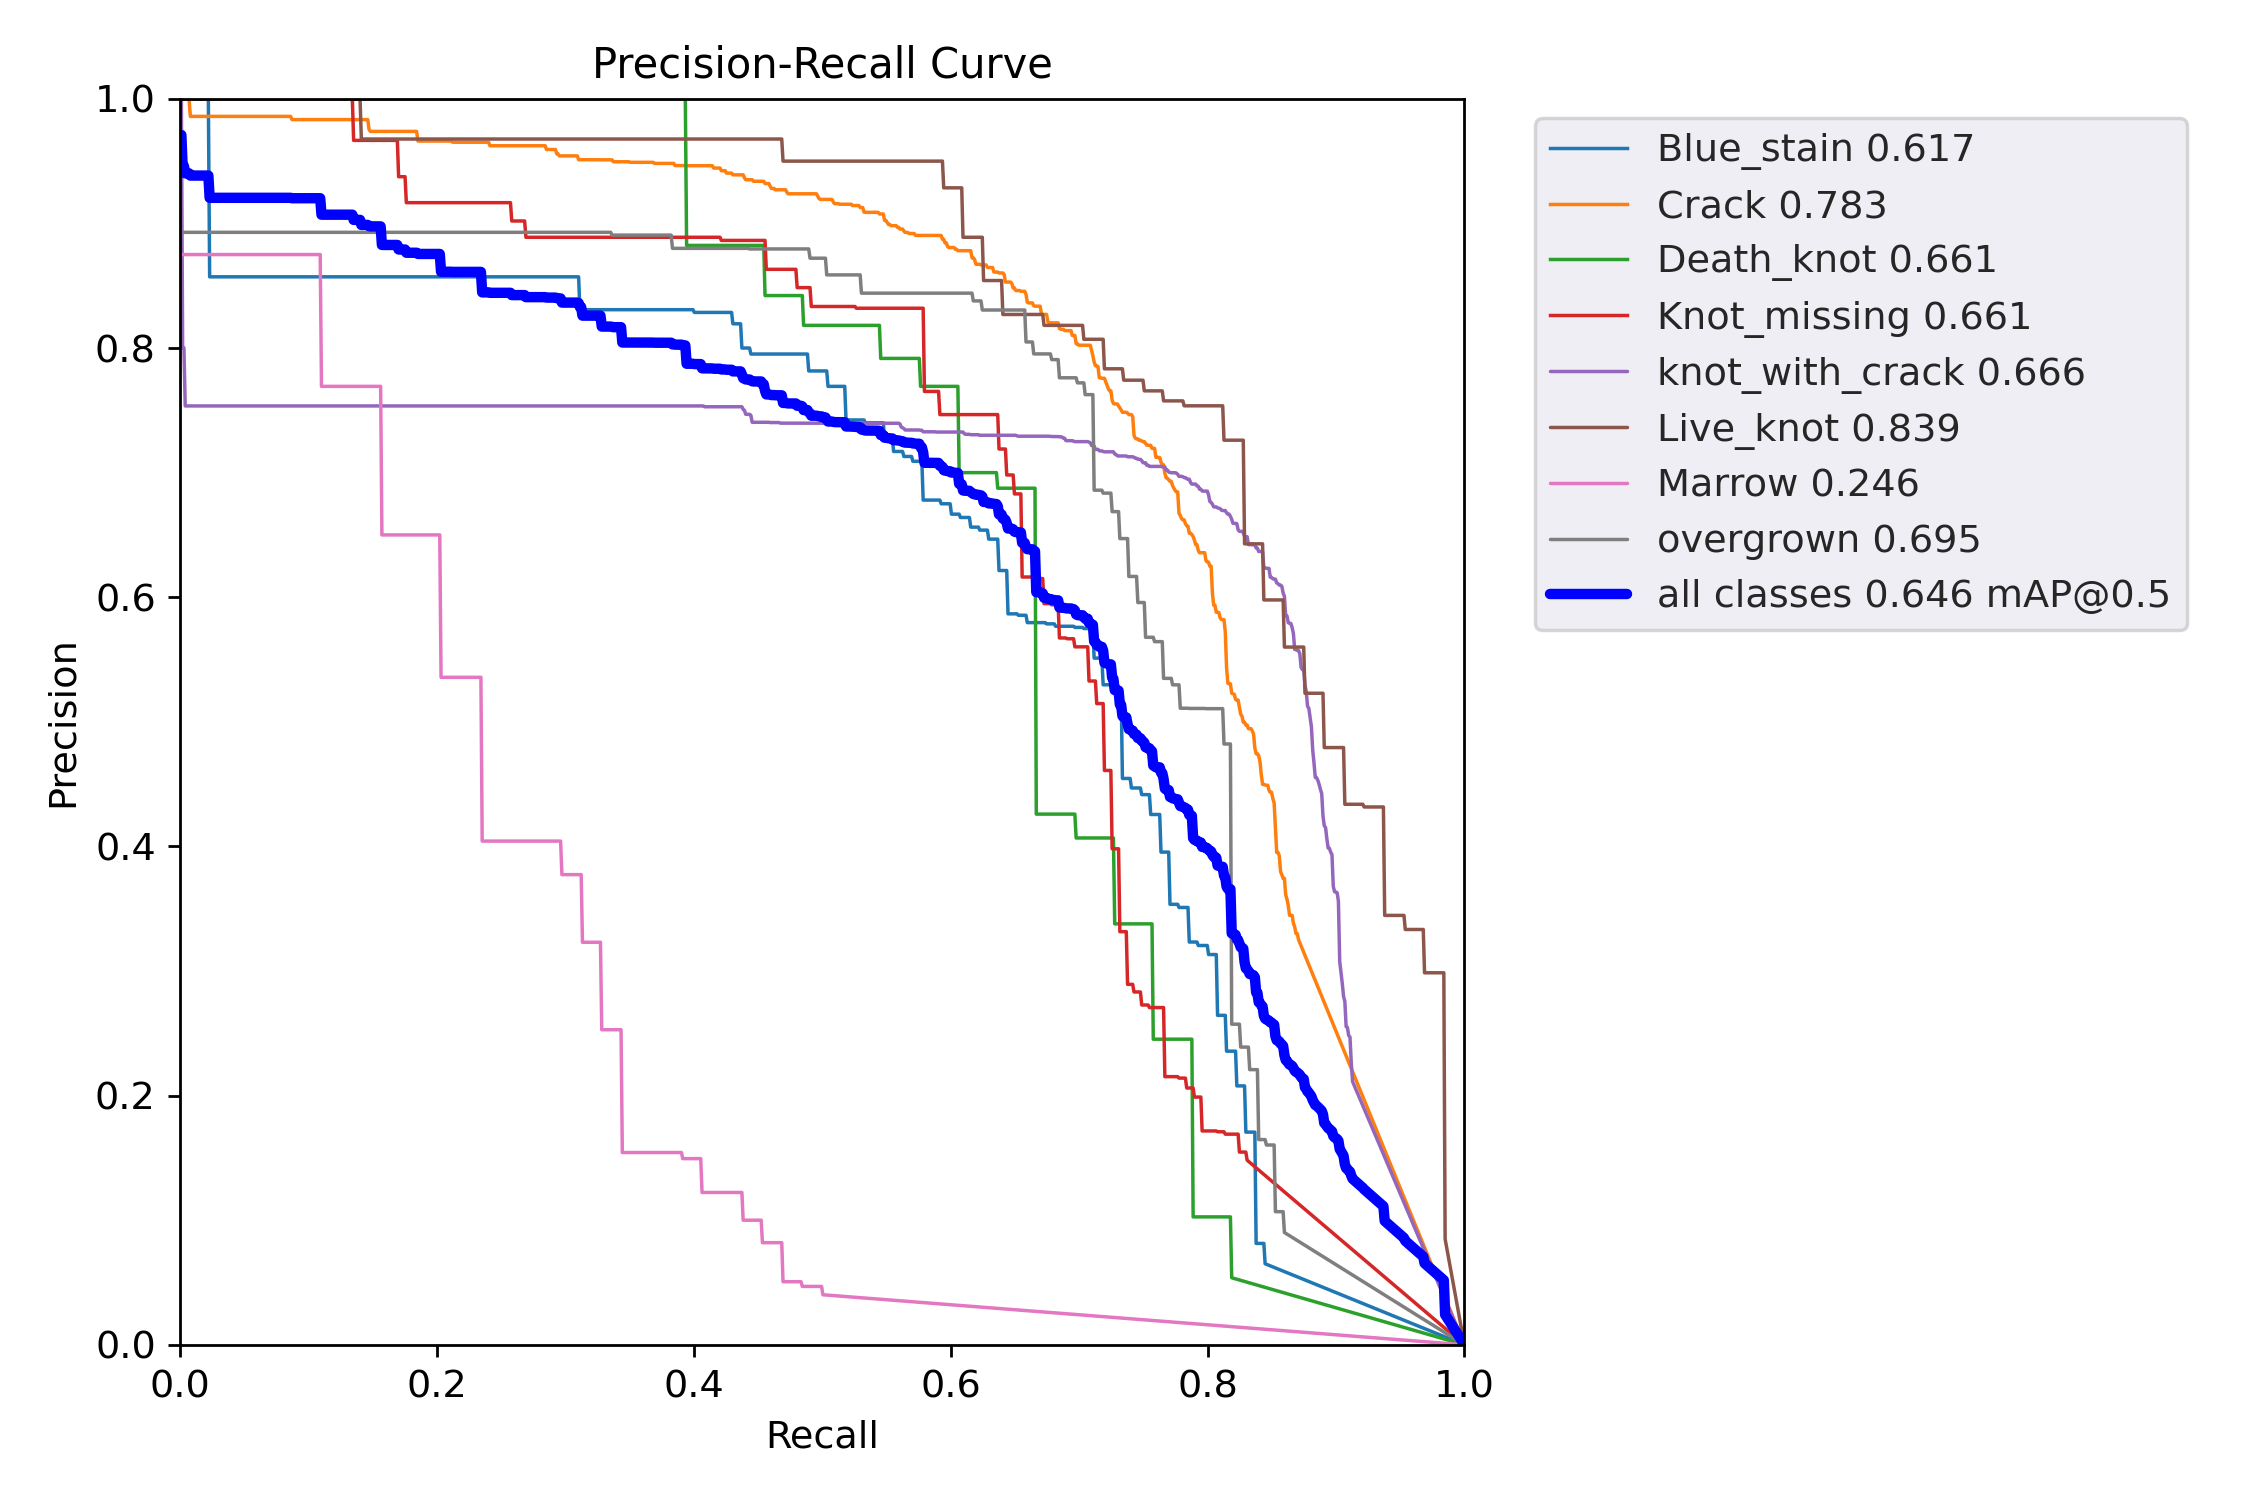 Precision-Recall Curve
1.0
0.8
0.6
0.4
0.2
0.0
Precision
0.0 0.2 0.4 0.6 0.8 1.0
Recall
Blue_stain 0.617
Crack 0.783
Death_knot 0.661
Knot_missing 0.661
knot_with_crack 0.666
Live_knot 0.839
Marrow 0.246
overgrown 0.695
all classes 0.646 mAP@0.5